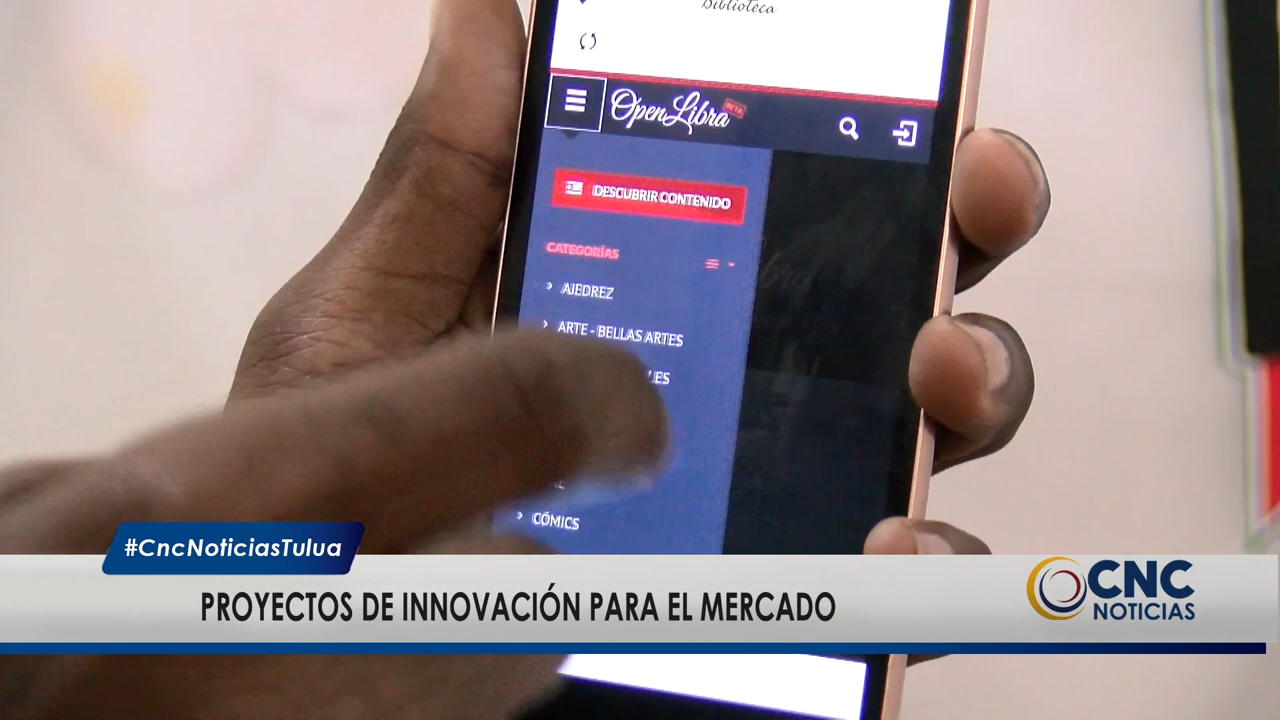 Biblioteca
OpenLibra BETA
DESCUBRIR CONTENIDO
CATEGORÍAS
AJEDREZ
ARTE - BELLAS ARTES
CÓMICS
#CncNoticiasTulua
PROYECTOS DE INNOVACIÓN PARA EL MERCADO
CNC
NOTICIAS